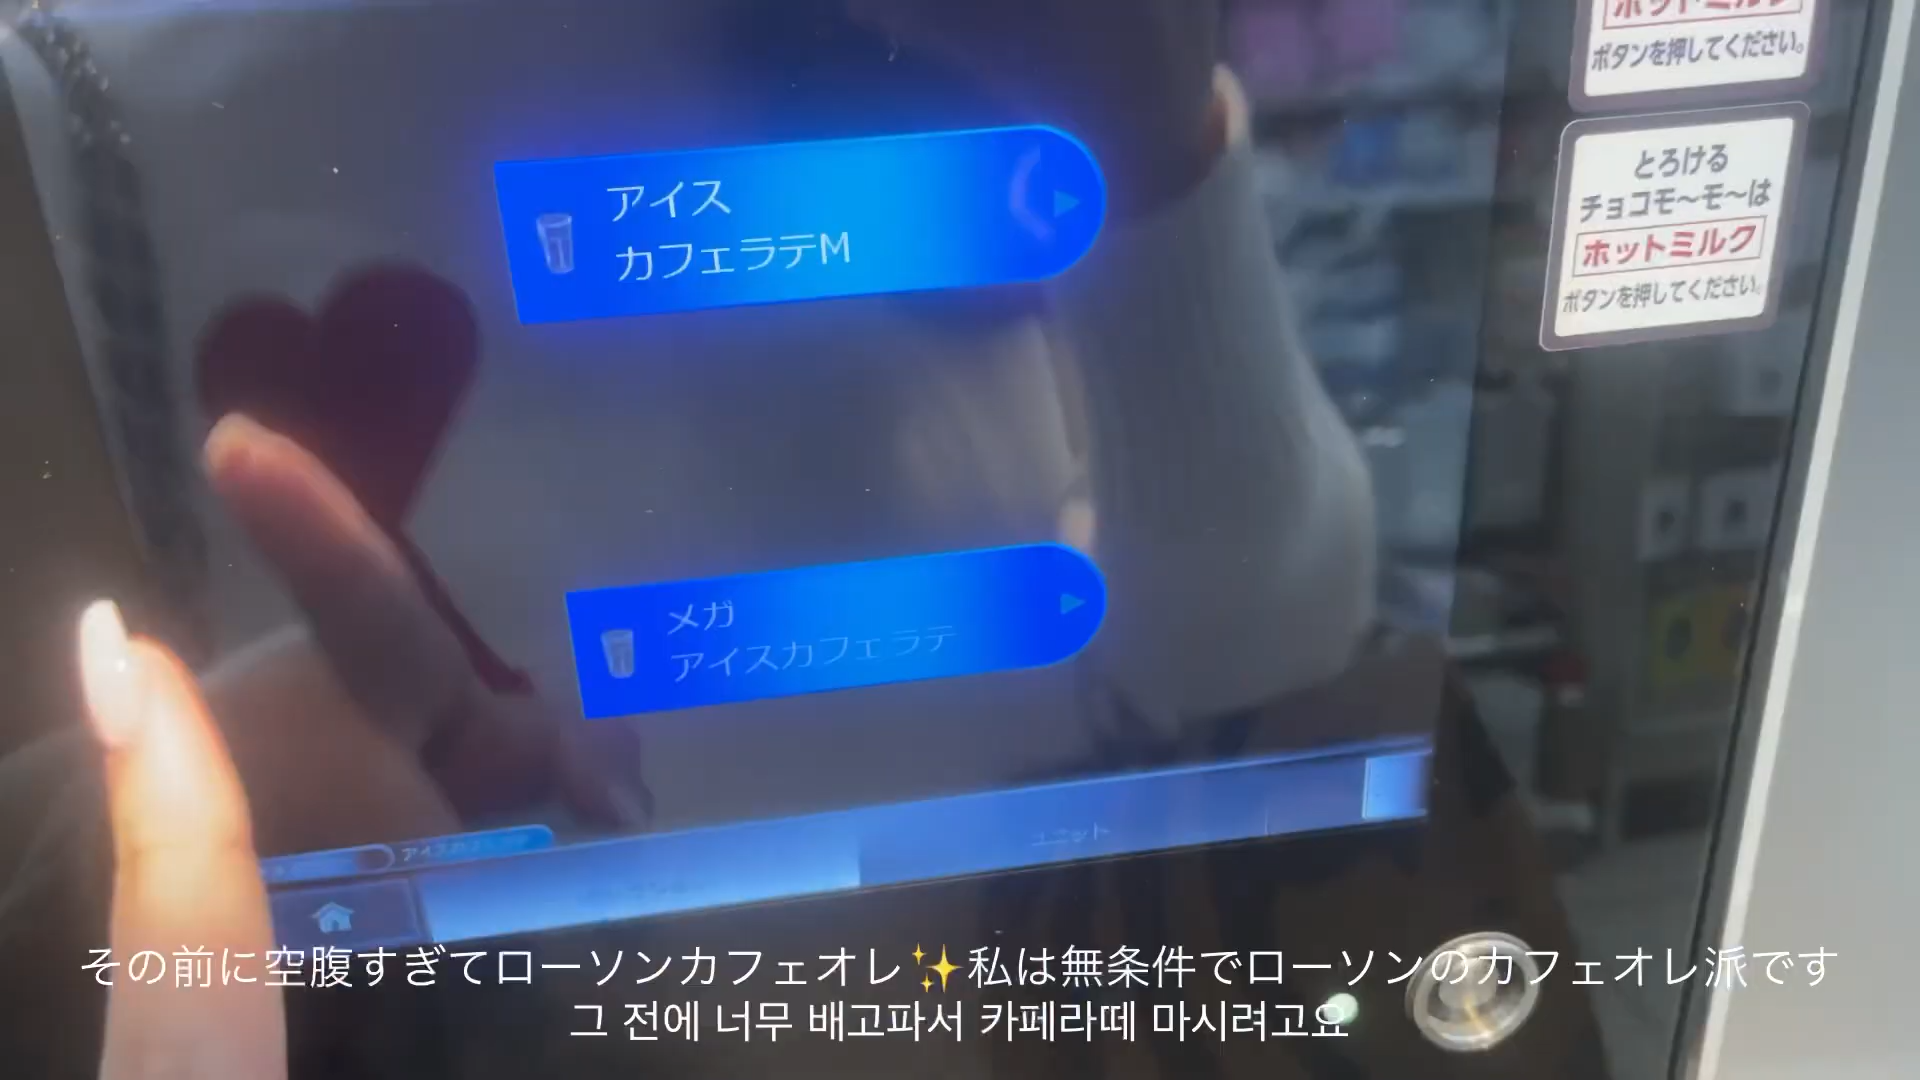 ホットミルク
ボタンを押してください。
とろける
チョコモ〜モ〜は
ホットミルク
ボタンを押してください。
アイス
カフェラテM
メガ
アイスカフェラテ
ユニット
その前に空腹すぎてローソンカフェオレ✨私は無条件でローソンのカフェオレ派です
그 전에 너무 배고파서 카페라떼 마시려고요